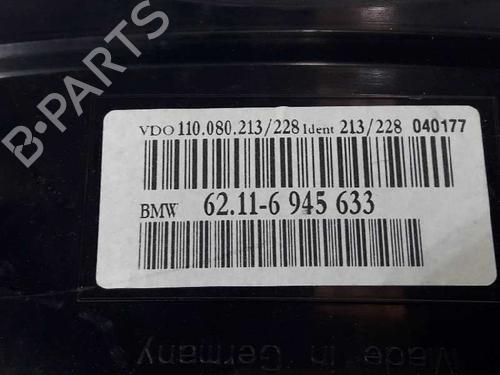 B-PARTS
VDO 110.080.213/228 Ident 213/228 040177
BMW 62.11-6 945 633
Made in Germany